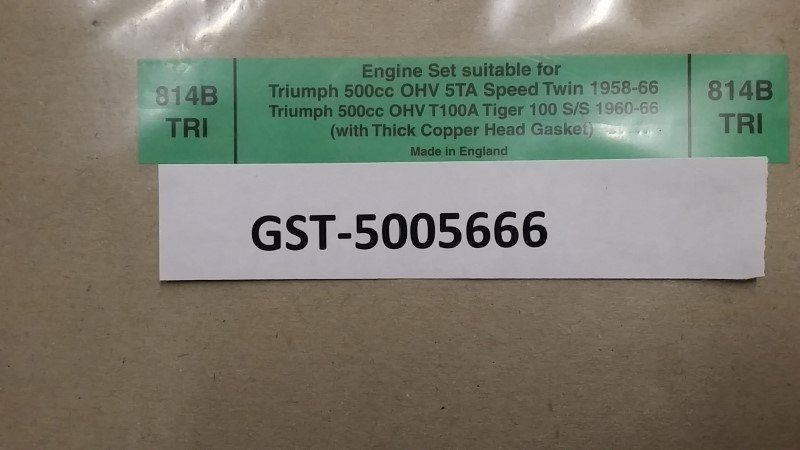 814B
TRI
Engine Set suitable for
Triumph 500cc OHV 5TA Speed Twin 1958-66
Triumph 500cc OHV T100A Tiger 100 S/S 1960-66
(with Thick Copper Head Gasket)
Made in England
814B
TRI
GST-5005666